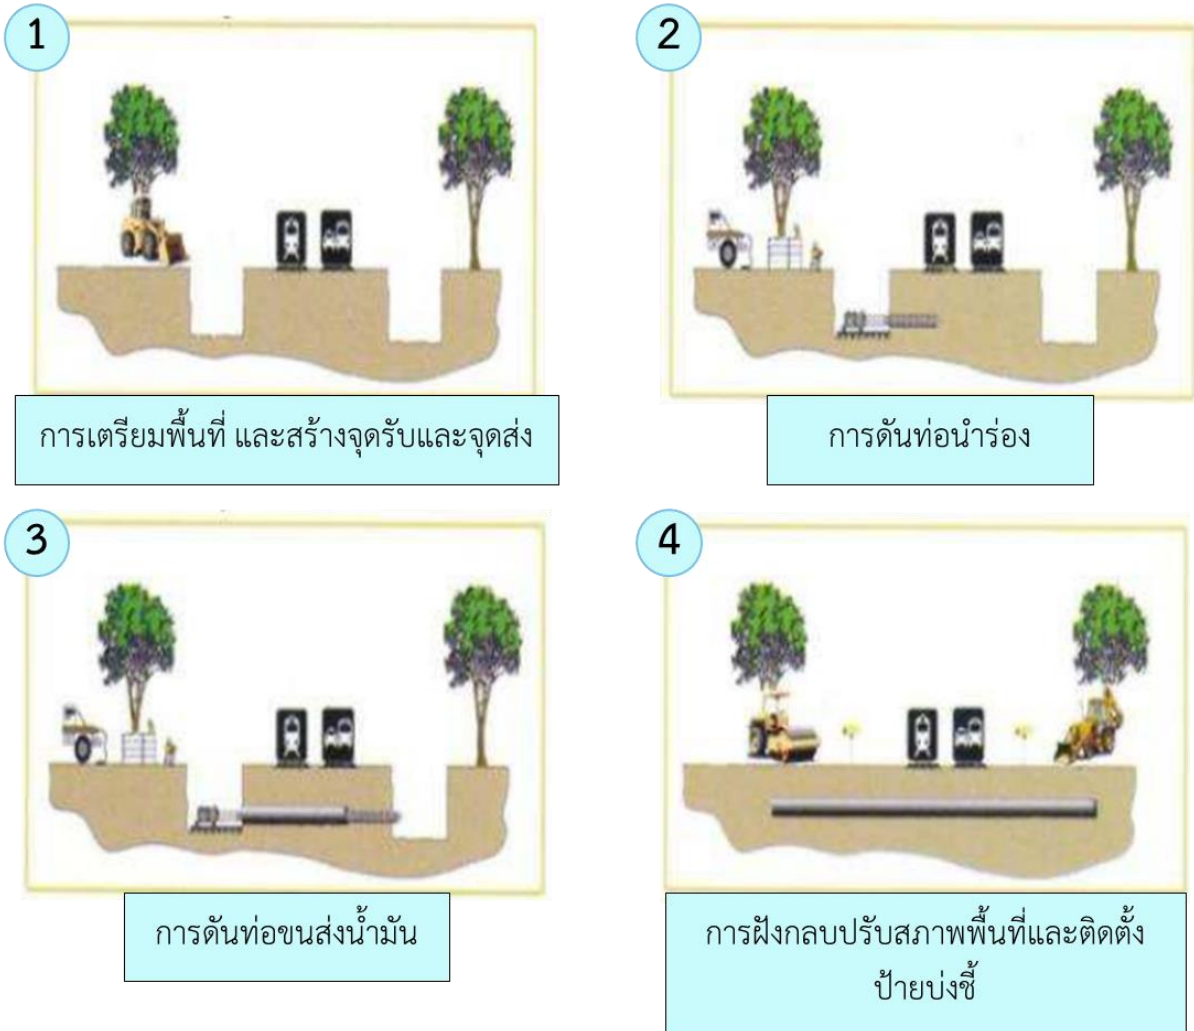 1
การเตรียมพื้นที่ และสร้างจุดรับและจุดส่ง
2
การดันท่อนำร่อง
3
การดันท่อขนส่งน้ำมัน
4
การฝังกลบปรับสภาพพื้นที่และติดตั้ง
ป้ายบ่งชี้